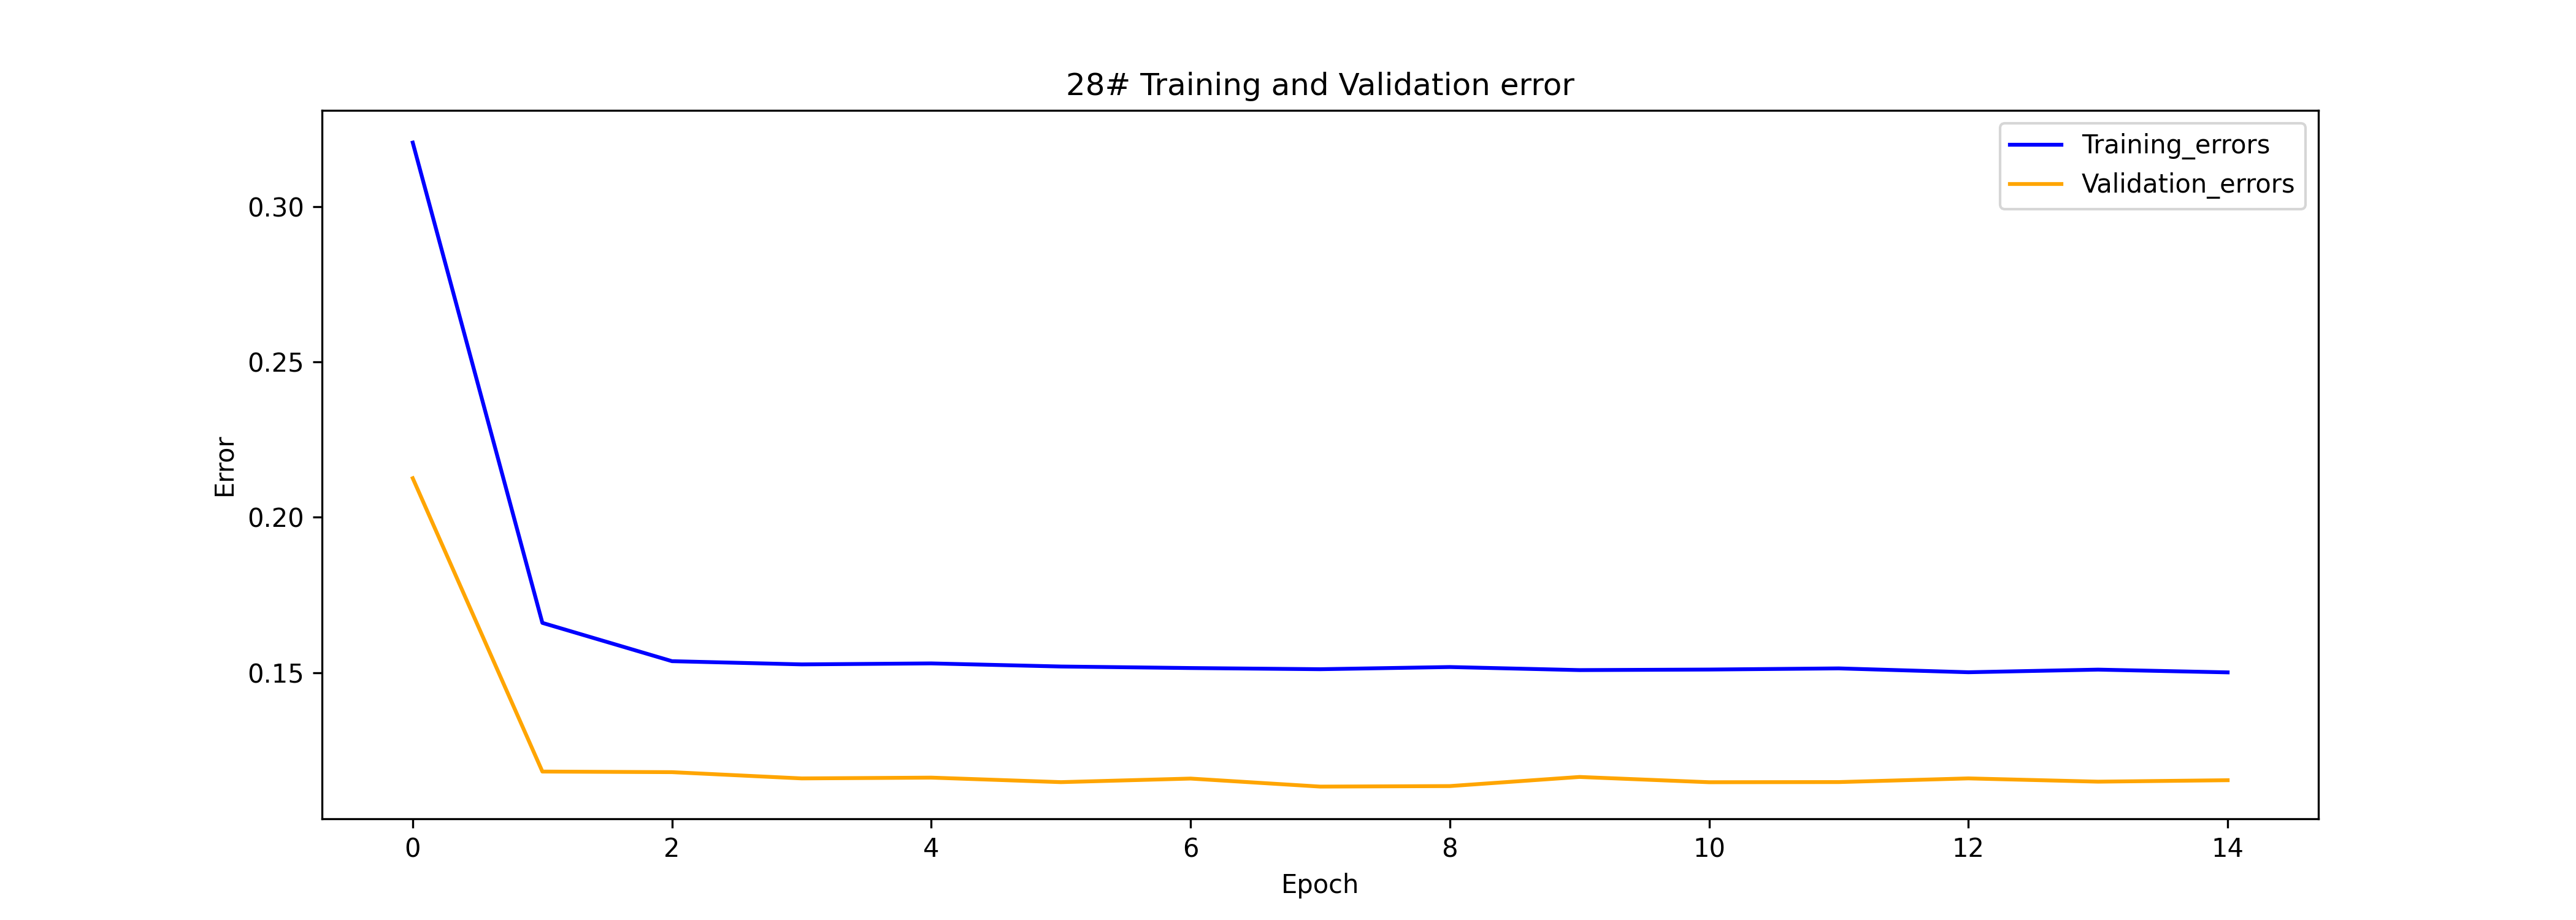 28# Training and Validation error
Training_errors
Validation_errors
0.30
0.25
0.20
0.15
Error
0 2 4 6 8 10 12 14
Epoch